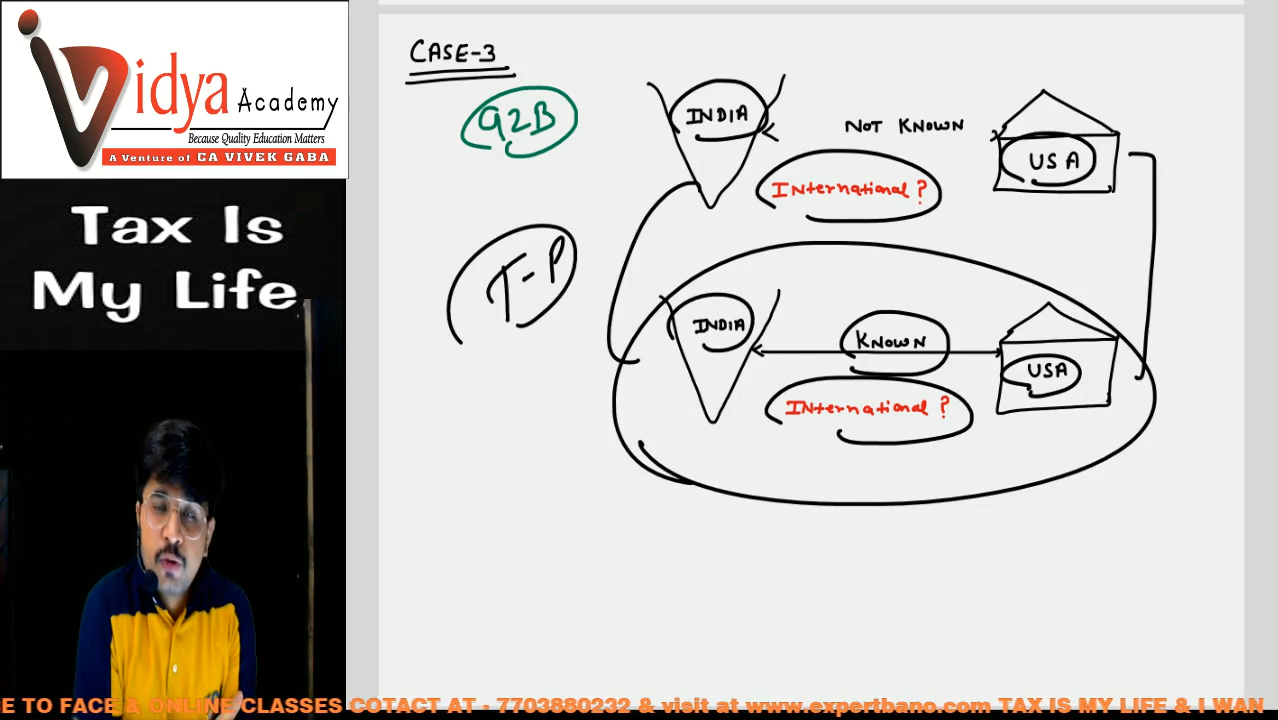 Vidya Academy
Because Quality Education Matters
A Venture of CA VIVEK GABA
Tax Is
My Life
CASE-3
92B
INDIA
NOT KNOWN
USA
INternational ?
T-P
INDIA
KNOWN
USA
INternational ?
E TO FACE & ONLINE CLASSES COTACT AT - 7703880232 & visit at www.expertbano.com TAX IS MY LIFE & I WAN